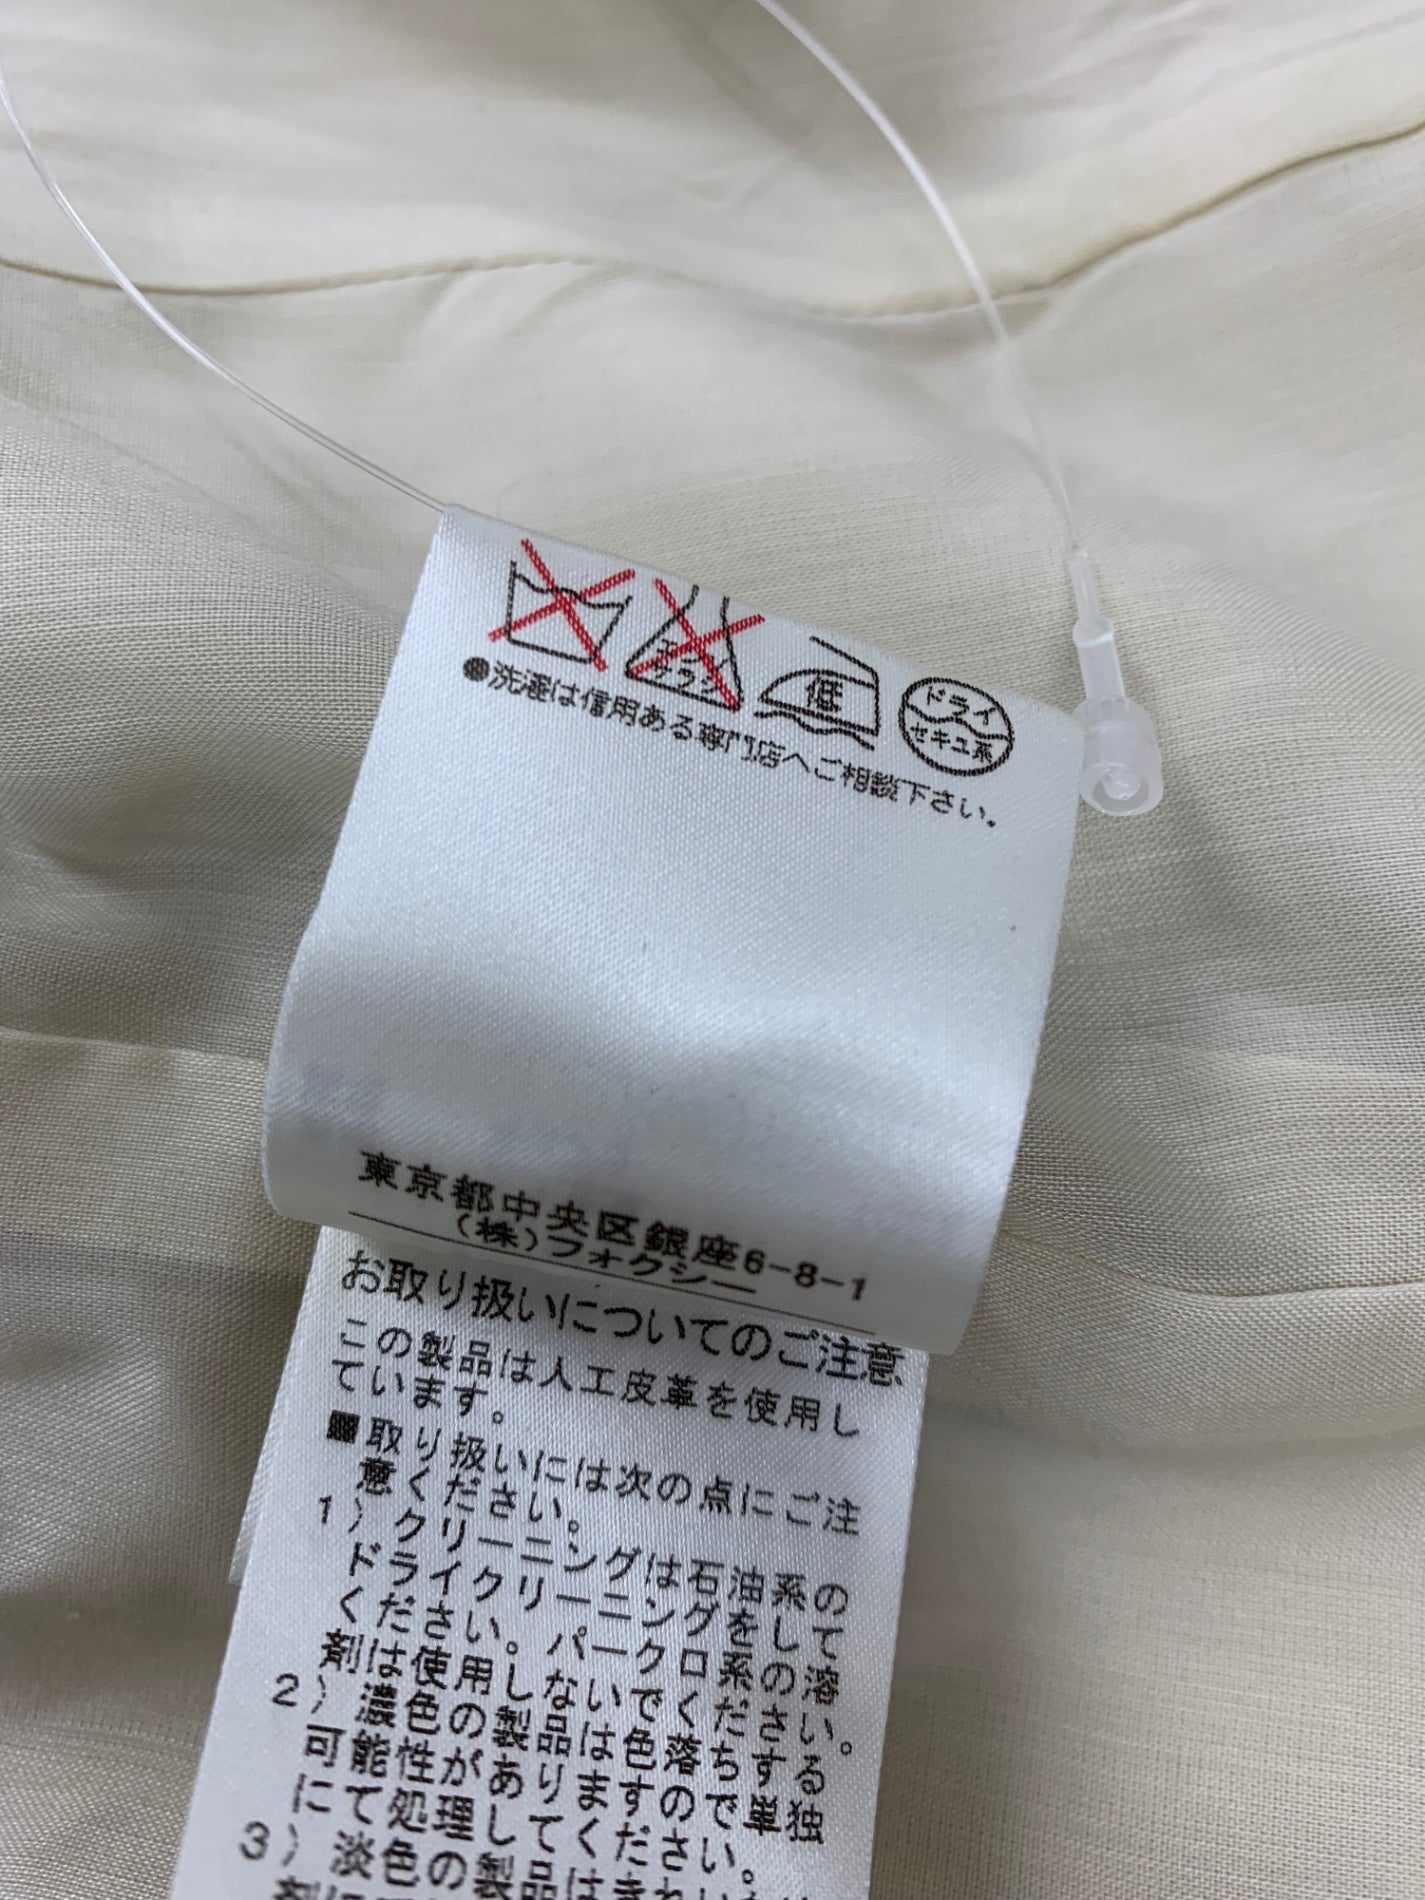 エンソ
サラシ
低
ドライ
セキユ系
●洗濯は信用ある専門店へご相談下さい。
東京都中央区銀座6-8-1
(株)フォクシー
お取り扱いについてのご注意
この製品は人工皮革を使用し
ています。
■取り扱いには次の点にご注
意ください。
1)クリーニングは石油系の
ドライクリーニングをして
ください。パークロ系の溶
剤は使用しないでください。
2)濃色の製品は色落ちする
可能性がありますので単独
にて処理してください。
3)淡色の製品はきれい